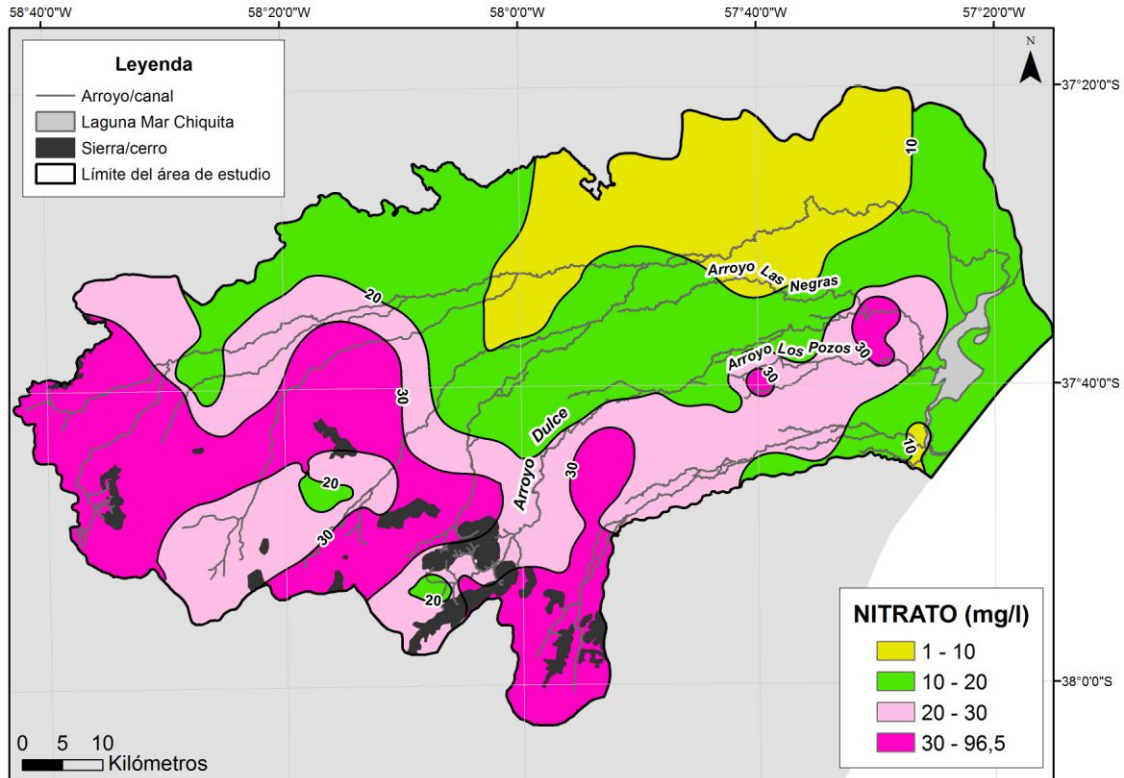 58°40'0"W
58°20'0"W
58°0'0"W
57°40'0"W
57°20'0"W
Leyenda
Arroyo/canal
Laguna Mar Chiquita
Sierra/cerro
Límite del área de estudio
N
37°20'0"S
10
Arroyo Las Negras
20
30
Arroyo Los Pozos
30
30
37°40'0"S
Arroyo Dulce
10
30
20
30
20
NITRATO (mg/l)
1 - 10
10 - 20
20 - 30
30 - 96,5
38°0'0"S
0 5 10
Kilómetros